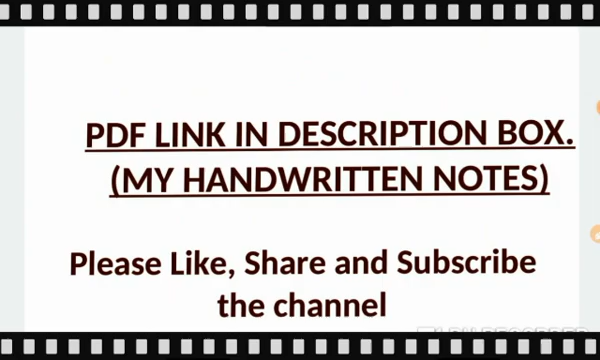 PDF LINK IN DESCRIPTION BOX.
(MY HANDWRITTEN NOTES)
Please Like, Share and Subscribe
the channel